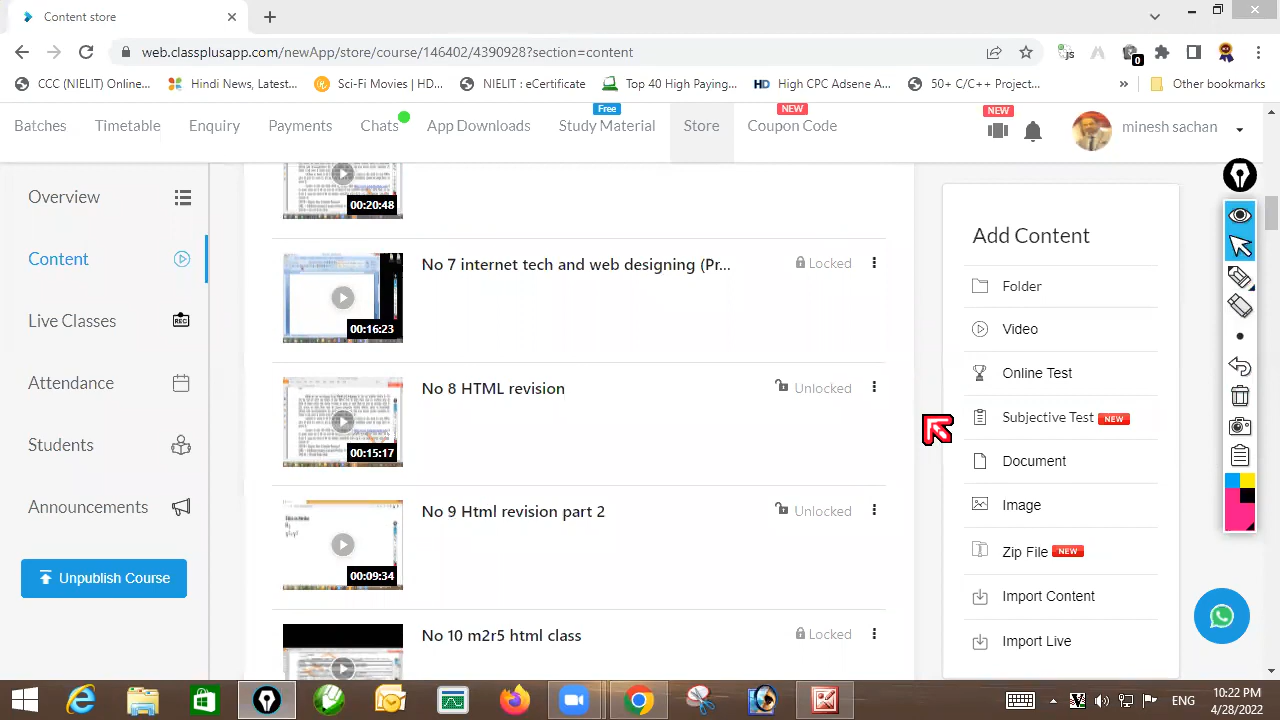 Content store
web.classplusapp.com/newApp/store/course/146402/439092§ion=content
CCC (NIELIT) Online...
Hindi News, Latest...
Sci-Fi Movies | HD...
NIELIT : eCertificate
Top 40 High Paying...
HD High CPC Adsene A...
50+ C/C++ Project...
Other bookmarks
Batches
Timetable
Enquiry
Payments
Chats
App Downloads
Free
Study Material
Store
NEW
Coupon Code
NEW
minesh sachan
Overview
Content
Live Classes
REC
Attendance
Students
Announcements
Unpublish Course
00:20:48
No 7 internet tech and web designing (Pr...
Locked
00:16:23
No 8 HTML revision
Unlocked
00:15:17
No 9 Html revision part 2
Unlocked
00:09:34
No 10 m2r5 html class
Locked
Add Content
Folder
Video
Online Test
Test NEW
Document
Image
Zip File NEW
Import Content
Import Live
ENG
10:22 PM
4/28/2022